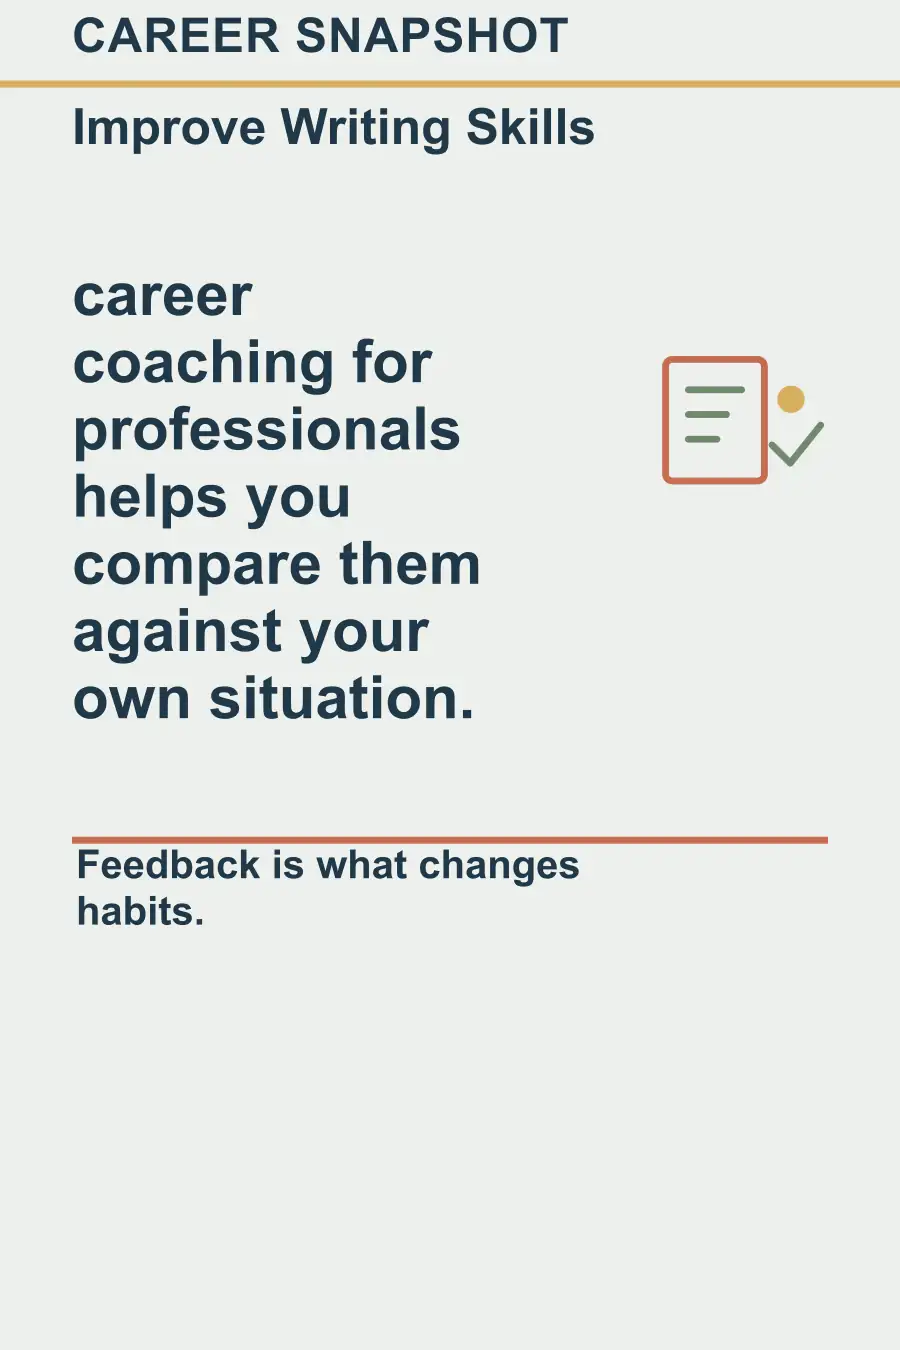 CAREER SNAPSHOT
Improve Writing Skills
career
coaching for
professionals
helps you
compare them
against your
own situation.
Feedback is what changes
habits.